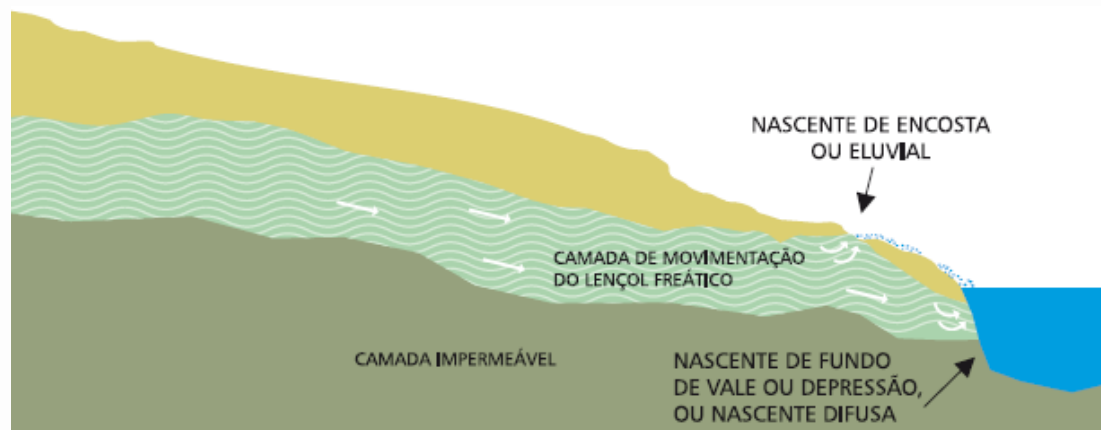 NASCENTE DE ENCOSTA
OU ELUVIAL
CAMADA DE MOVIMENTAÇÃO
DO LENÇOL FREÁTICO
CAMADA IMPERMEÁVEL
NASCENTE DE FUNDO
DE VALE OU DEPRESSÃO,
OU NASCENTE DIFUSA